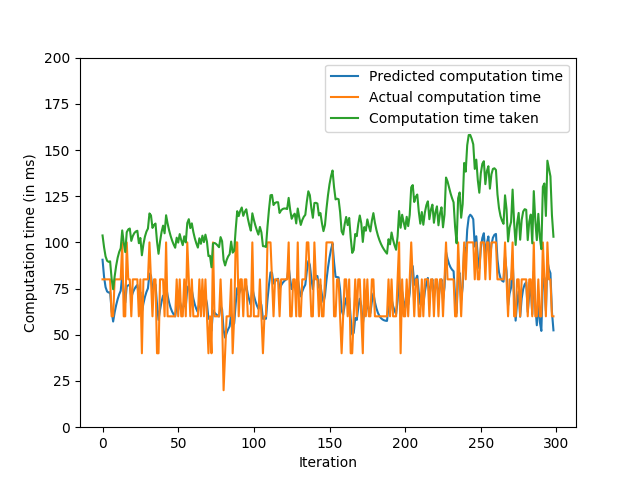 200
175
150
125
100
75
50
25
0
Computation time (in ms)
Predicted computation time
Actual computation time
Computation time taken
0 50 100 150 200 250 300
Iteration